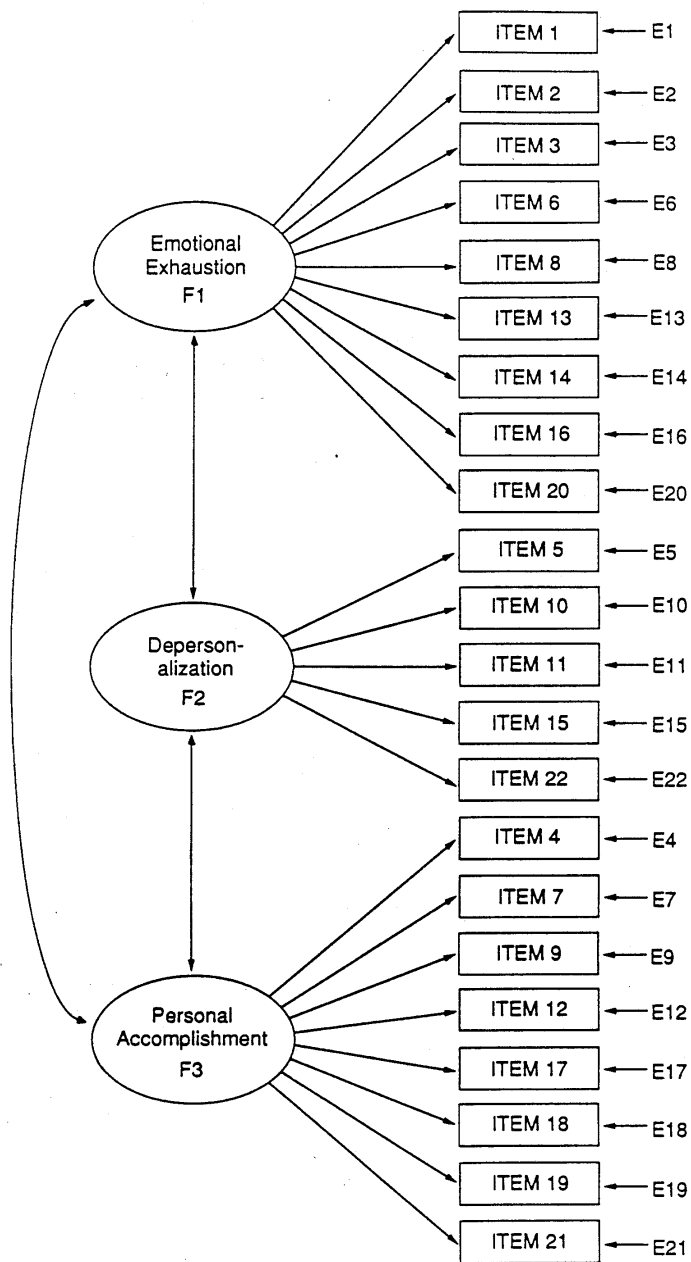 ITEM 1 E1
ITEM 2 E2
ITEM 3 E3
ITEM 6 E6
Emotional
Exhaustion
F1
ITEM 8 E8
ITEM 13 E13
ITEM 14 E14
ITEM 16 E16
ITEM 20 E20
ITEM 5 E5
ITEM 10 E10
Deperson-
alization
F2
ITEM 11 E11
ITEM 15 E15
ITEM 22 E22
ITEM 4 E4
ITEM 7 E7
ITEM 9 E9
ITEM 12 E12
Personal
Accomplishment
F3
ITEM 17 E17
ITEM 18 E18
ITEM 19 E19
ITEM 21 E21